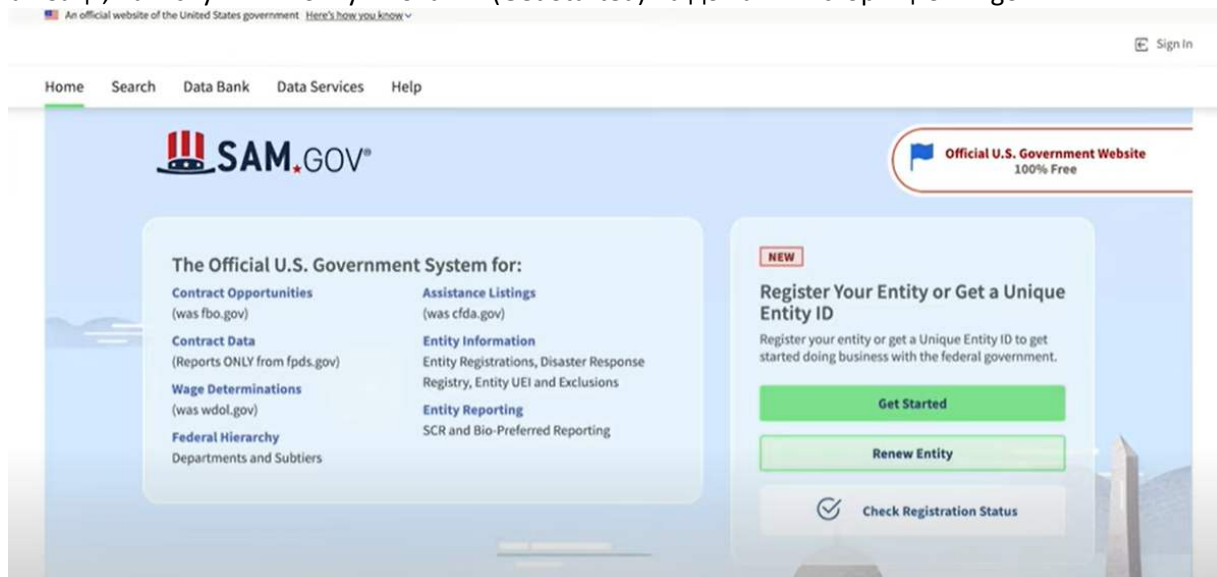 (Get Started)
An official website of the United States government Here's how you know
Sign In
Home Search Data Bank Data Services Help
SAM.GOV®
Official U.S. Government Website
100% Free
The Official U.S. Government System for:
Contract Opportunities
(was fbo.gov)
Contract Data
(Reports ONLY from fpds.gov)
Wage Determinations
(was wdol.gov)
Federal Hierarchy
Departments and Subtiers
Assistance Listings
(was cfda.gov)
Entity Information
Entity Registrations, Disaster Response
Registry, Entity UEI and Exclusions
Entity Reporting
SCR and Bio-Preferred Reporting
NEW
Register Your Entity or Get a Unique
Entity ID
Register your entity or get a Unique Entity ID to get
started doing business with the federal government.
Get Started
Renew Entity
Check Registration Status